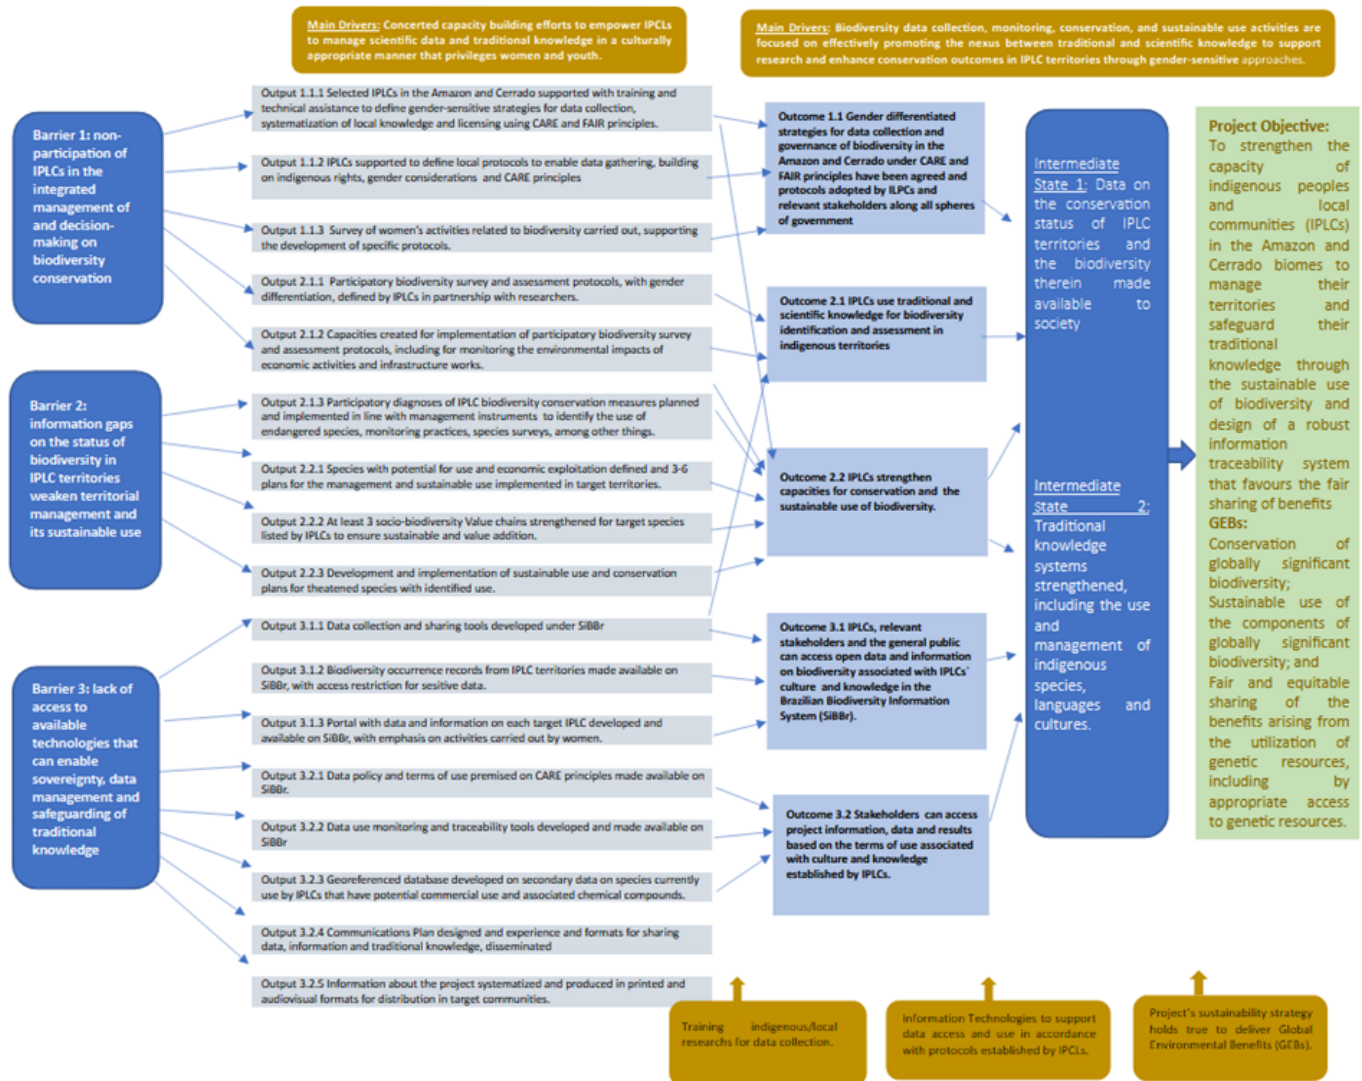 Main Drivers: Concerted capacity building efforts to empower IPCLs
to manage scientific data and traditional knowledge in a culturally
appropriate manner that privileges women and youth.
Main Drivers: Biodiversity data collection, monitoring, conservation, and sustainable use activities are
focused on effectively promoting the nexus between traditional and scientific knowledge to support
research and enhance conservation outcomes in IPLC territories through gender-sensitive approaches.
Barrier 1: non-
participation of
IPLCs in the
integrated
management of
and decision-
making on
biodiversity
conservation
Barrier 2:
information gaps
on the status of
biodiversity in
IPLC territories
weaken territorial
management and
its sustainable use
Barrier 3: lack of
access to
available
technologies that
can enable
sovereignty, data
management and
safeguarding of
traditional
knowledge
Output 1.1.1 Selected IPLCs in the Amazon and Cerrado supported with training and
technical assistance to define gender-sensitive strategies for data collection,
systematization of local knowledge and licensing using CARE and FAIR principles.
Output 1.1.2 IPLCs supported to define local protocols to enable data gathering, building
on indigenous rights, gender considerations and CARE principles
Output 1.1.3 Survey of women's activities related to biodiversity carried out, supporting
the development of specific protocols.
Output 2.1.1 Participatory biodiversity survey and assessment protocols, with gender
differentiation, defined by IPLCs in partnership with researchers.
Output 2.1.2 Capacities created for implementation of participatory biodiversity survey
and assessment protocols, including for monitoring the environmental impacts of
economic activities and infrastructure works.
Output 2.1.3 Participatory diagnoses of IPLC biodiversity conservation measures planned
and implemented in line with management instruments to identify the use of
endangered species, monitoring practices, species surveys, among other things.
Output 2.2.1 Species with potential for use and economic exploitation defined and 3-6
plans for the management and sustainable use implemented in target territories.
Output 2.2.2 At least 3 socio-biodiversity Value chains strengthened for target species
listed by IPLCs to ensure sustainable and value addition.
Output 2.2.3 Development and implementation of sustainable use and conservation
plans for theatened species with identified use.
Output 3.1.1 Data collection and sharing tools developed under SiBBr
Output 3.1.2 Biodiversity occurrence records from IPLC territories made available on
SiBBr, with access restriction for sesitive data.
Output 3.1.3 Portal with data and information on each target IPLC developed and
available on SiBBr, with emphasis on activities carried out by women.
Output 3.2.1 Data policy and terms of use premised on CARE principles made available on
SiBBr.
Output 3.2.2 Data use monitoring and traceability tools developed and made available on
SiBBr
Output 3.2.3 Georeferenced database developed on secondary data on species currently
use by IPLCs that have potential commercial use and associated chemical compounds.
Output 3.2.4 Communications Plan designed and experience and formats for sharing
data, information and traditional knowledge, disseminated
Output 3.2.5 Information about the project systematized and produced in printed and
audiovisual formats for distribution in target communities.
Outcome 1.1 Gender differentiated
strategies for data collection and
governance of biodiversity in the
Amazon and Cerrado under CARE and
FAIR principles have been agreed and
protocols adopted by ILPCs and
relevant stakeholders along all spheres
of government
Outcome 2.1 IPLCs use traditional and
scientific knowledge for biodiversity
identification and assessment in
indigenous territories
Outcome 2.2 IPLCs strengthen
capacities for conservation and the
sustainable use of biodiversity.
Outcome 3.1 IPLCs, relevant
stakeholders and the general public
can access open data and information
on biodiversity associated with IPLCs'
culture and knowledge in the
Brazilian Biodiversity Information
System (SiBBr).
Outcome 3.2 Stakeholders can access
project information, data and results
based on the terms of use associated
with culture and knowledge
established by IPLCs.
Intermediate
State 1: Data on
the conservation
status of IPLC
territories and
the biodiversity
therein made
available to
society
Intermediate
State 2:
Traditional
knowledge
systems
strengthened,
including the use
and
management of
indigenous
species,
languages and
cultures.
Project Objective:
To strengthen the
capacity of
indigenous peoples
and local
communities (IPLCs)
in the Amazon and
Cerrado biomes to
manage their
territories and
safeguard their
traditional
knowledge through
the sustainable use
of biodiversity and
design of a robust
information
traceability system
that favours the fair
sharing of benefits
GEBs:
Conservation of
globally significant
biodiversity;
Sustainable use of
the components of
globally significant
biodiversity; and
Fair and equitable
sharing of the
benefits arising from
the utilization of
genetic resources,
including by
appropriate access
to genetic resources.
Training indigenous/local
researchs for data collection.
Information Technologies to support
data access and use in accordance
with protocols established by IPCLs.
Project's sustainability strategy
holds true to deliver Global
Environmental Benefits (GEBs).